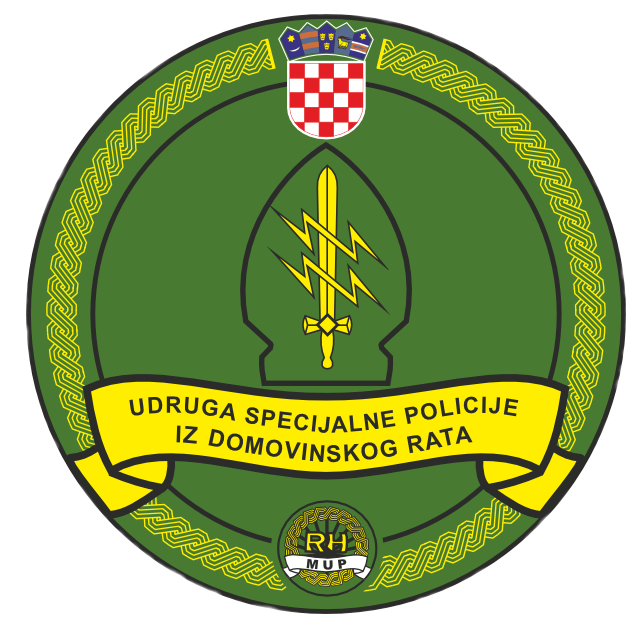 UDRUGA SPECIJALNE POLICIJE
IZ DOMOVINSKOG RATA
RH
MUP